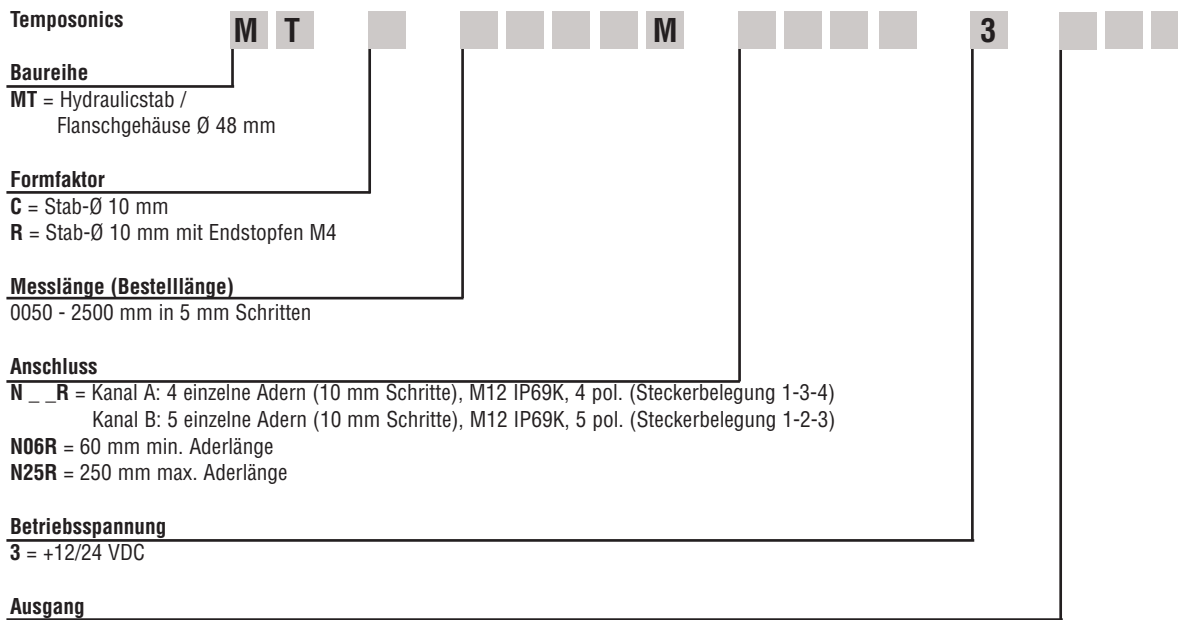 Temposonics
M T M 3
Baureihe
MT = Hydraulicstab /
Flanschgehäuse Ø 48 mm
Formfaktor
C = Stab-Ø 10 mm
R = Stab-Ø 10 mm mit Endstopfen M4
Messlänge (Bestelllänge)
0050 - 2500 mm in 5 mm Schritten
Anschluss
N _ _R = Kanal A: 4 einzelne Adern (10 mm Schritte), M12 IP69K, 4 pol. (Steckerbelegung 1-3-4)
Kanal B: 5 einzelne Adern (10 mm Schritte), M12 IP69K, 5 pol. (Steckerbelegung 1-2-3)
N06R = 60 mm min. Aderlänge
N25R = 250 mm max. Aderlänge
Betriebsspannung
3 = +12/24 VDC
Ausgang